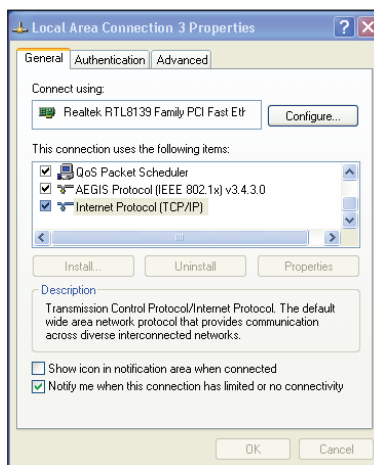 Local Area Connection 3 Properties
General Authentication Advanced
Connect using:
Realtek RTL8139 Family PCI Fast Eth
Configure...
This connection uses the following items:
QoS Packet Scheduler
AEGIS Protocol (IEEE 802.1x) v3.4.3.0
Internet Protocol (TCP/IP)
Install... Uninstall Properties
Description
Transmission Control Protocol/Internet Protocol. The default
wide area network protocol that provides communication
across diverse interconnected networks.
Show icon in notification area when connected
Notify me when this connection has limited or no connectivity
OK Cancel